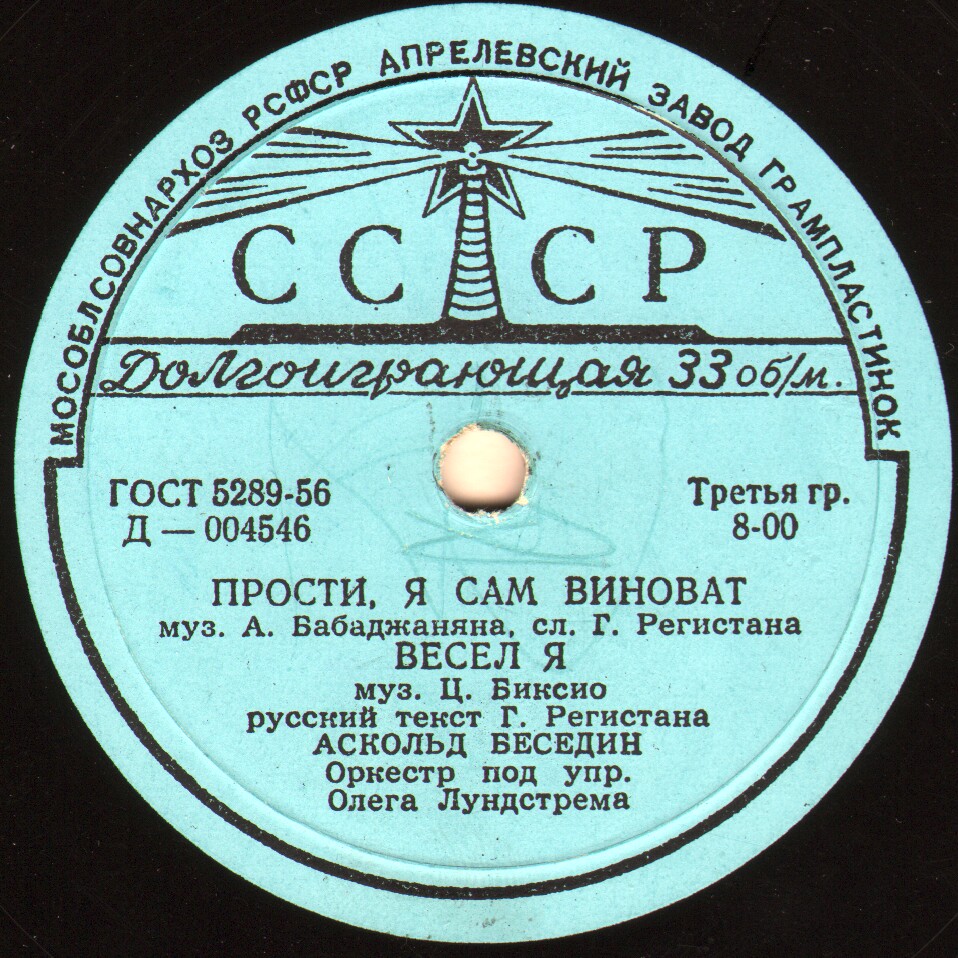 МОСОБЛСОВНАРХОЗ РСФСР АПРЕЛЕВСКИЙ ЗАВОД ГРАМПЛАСТИНОК
СССР
Долгоиграющая 33 об/м.
ГОСТ 5289-56
Д — 004546
Третья гр.
8-00
ПРОСТИ, Я САМ ВИНОВАТ
муз. А. Бабаджаняна, сл. Г. Регистана
ВЕСЕЛ Я
муз. Ц. Биксио
русский текст Г. Регистана
АСКОЛЬД БЕСЕДИН
Оркестр под упр.
Олега Лундстрема